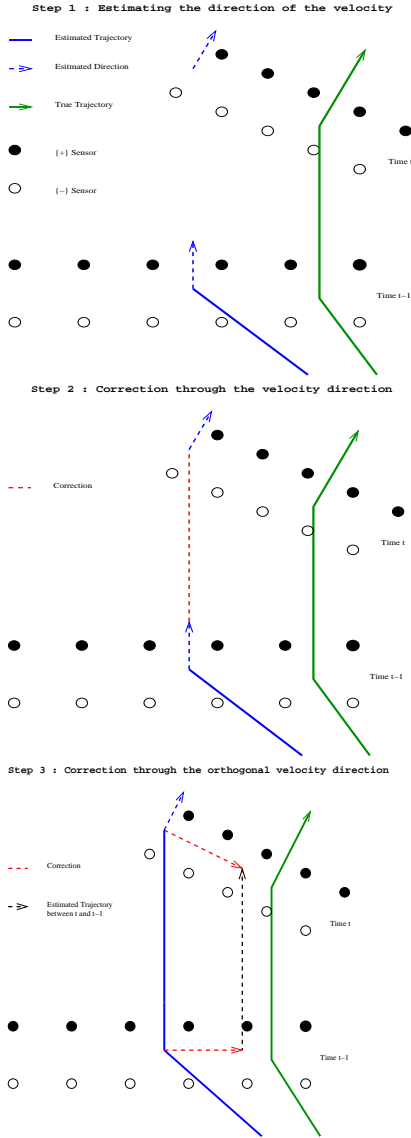 Step 1 : Estimating the direction of the velocity
Estimated Trajectory
Esitmated Direction
True Trajectory
{+} Sensor
{−} Sensor
Time t
Time t−1
Step 2 : Correction through the velocity direction
Correction
Time t
Time t−1
Step 3 : Correction through the orthogonal velocity direction
Correction
Estimated Trajectory
between t and t−1
Time t
Time t−1